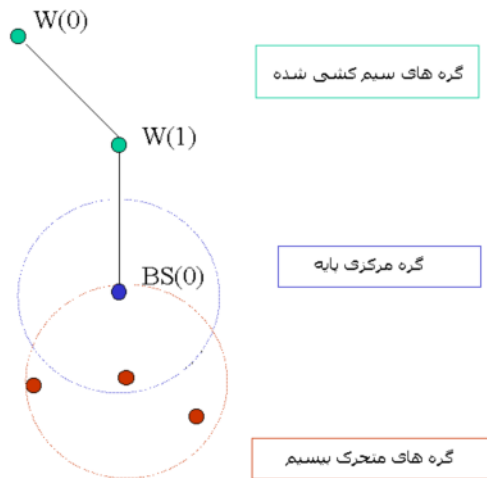 W(0)
گره های سیم کشی شده
W(1)
گره مرکزی پایه
BS(0)
گره های متحرک بیسیم